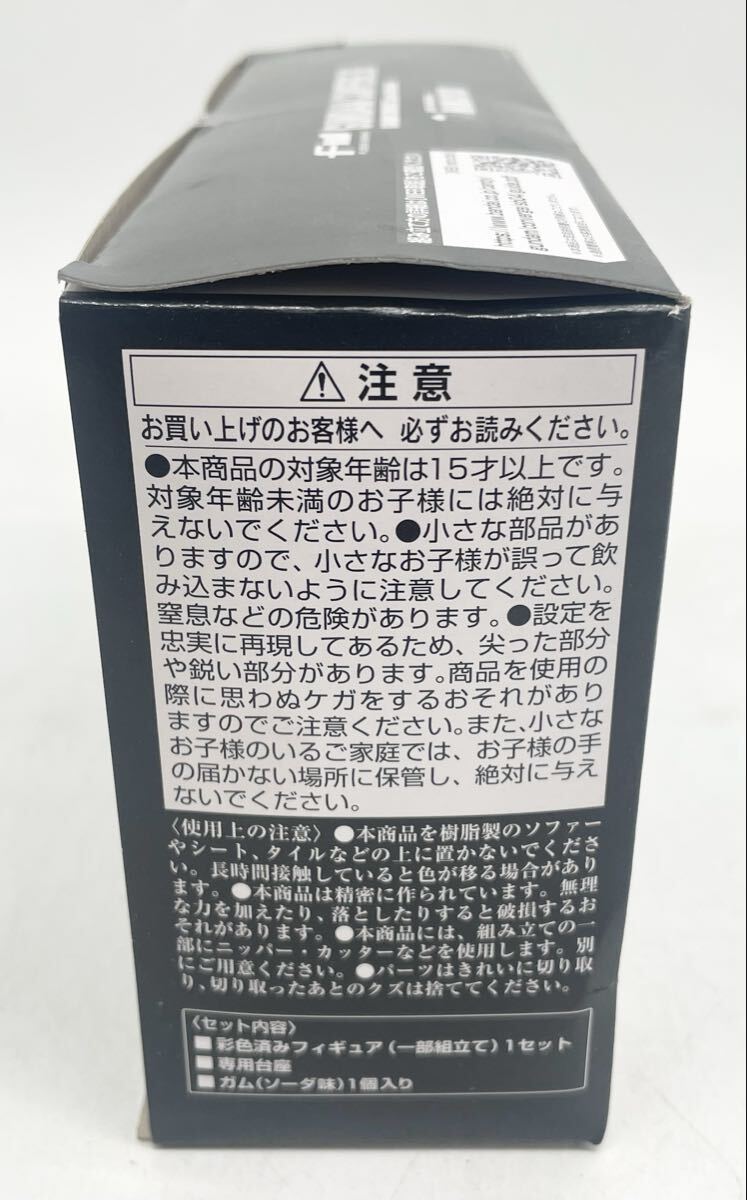 ⚠ 注意
お買い上げのお客様へ 必ずお読みください。
●本商品の対象年齢は15才以上です。
対象年齢未満のお子様には絶対に与
えないでください。●小さな部品があ
りますので、小さなお子様が誤って飲
み込まないように注意してください。
窒息などの危険があります。●設定を
忠実に再現してあるため、尖った部分
や鋭い部分があります。商品を使用の
際に思わぬケガをするおそれがあり
ますのでご注意ください。また、小さな
お子様のいるご家庭では、お子様の手
の届かない場所に保管し、絶対に与え
ないでください。
〈使用上の注意〉●本商品を樹脂製のソファー
やシート、タイルなどの上に置かないでくださ
い。長時間接触していると色が移る場合があり
ます。●本商品は精密に作られています。無理
な力を加えたり、落としたりすると破損するお
それがあります。●本商品には、組み立ての一
部にニッパー・カッターなどを使用します。別
にご用意ください。●パーツはきれいに切り取
り、切り取ったあとのクズは捨ててください。
〈セット内容〉
■彩色済みフィギュア(一部組立て)1セット
■専用台座
■ガム(ソーダ味)1個入り